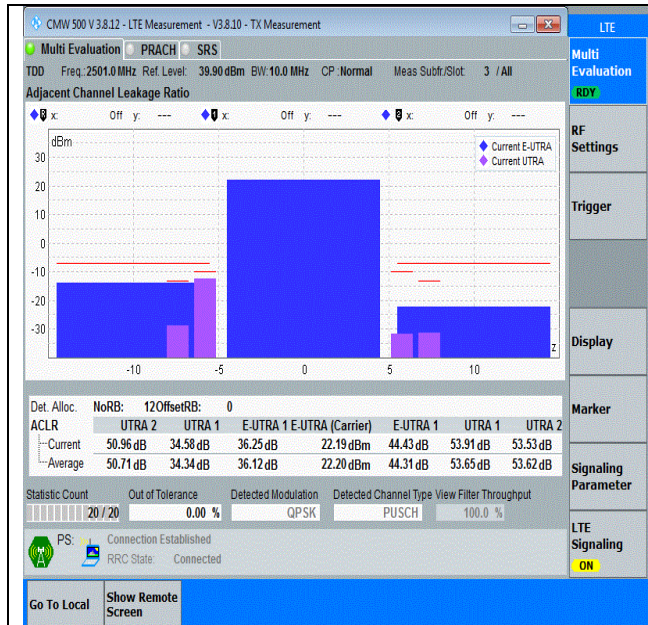 CMW 500 V 3.8.12 - LTE Measurement - V3.8.10 - TX Measurement
LTE
Multi Evaluation PRACH SRS
Multi
Evaluation
RDY
TDD Freq.:2501.0 MHz Ref. Level: 39.90 dBm BW:10.0 MHz CP :Normal Meas Subfr./Slot: 3 / All
Adjacent Channel Leakage Ratio
x: Off y: --- x: Off y: --- x: Off y: ---
dBm
Current E-UTRA
Current UTRA
30
20
10
0
-10
-20
-30
z
-10 -5 0 5 10
RF
Settings
Trigger
Display
Marker
Signaling
Parameter
LTE
Signaling
ON
Det. Alloc. NoRB: 12OffsetRB: 0
ACLR UTRA 2 UTRA 1 E-UTRA 1 E-UTRA (Carrier) E-UTRA 1 UTRA 1 UTRA 2
Current 50.96 dB 34.58 dB 36.25 dB 22.19 dBm 44.43 dB 53.91 dB 53.53 dB
Average 50.71 dB 34.34 dB 36.12 dB 22.20 dBm 44.31 dB 53.65 dB 53.62 dB
Statistic Count Out of Tolerance Detected Modulation Detected Channel Type View Filter Throughput
20 / 20 0.00 % QPSK PUSCH 100.0 %
PS: Connection Established
RRC State: Connected
Go To Local
Show Remote
Screen